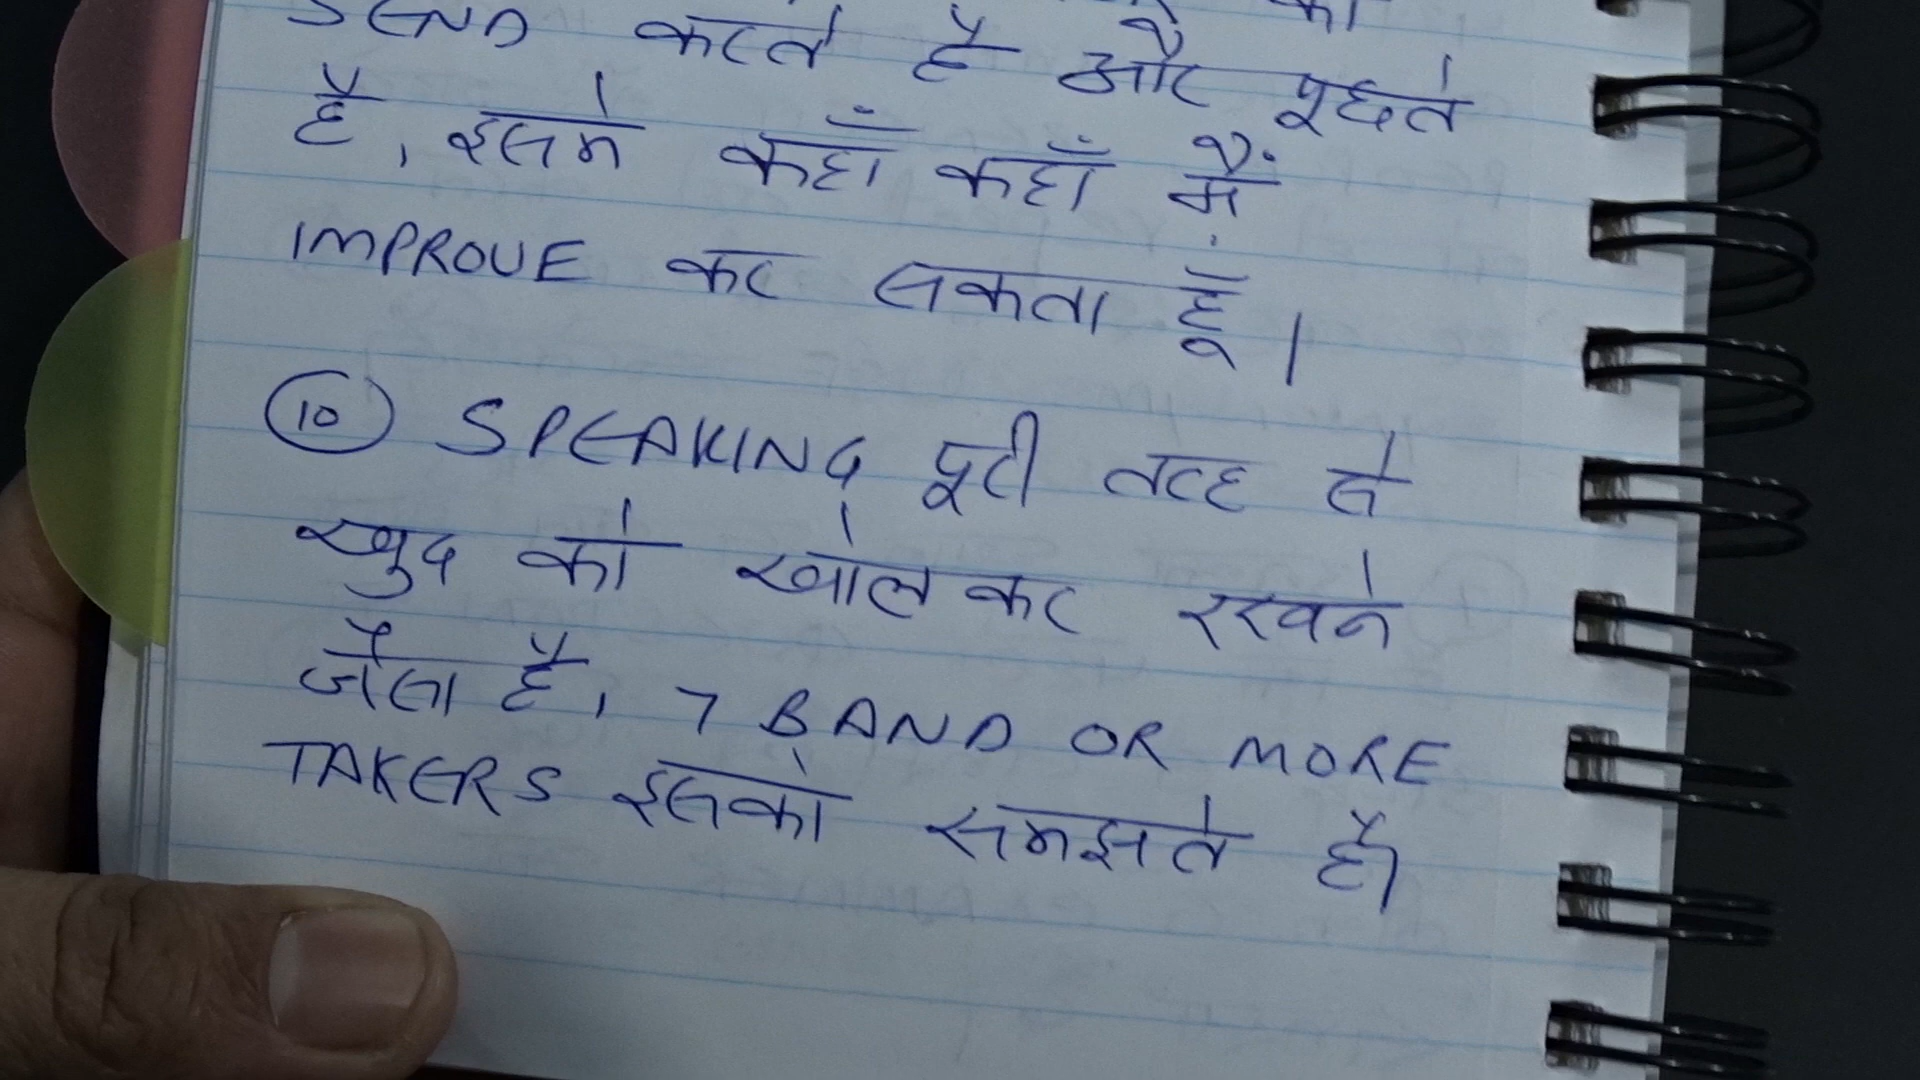 SEND करते है और पूछते
है, इसमे कहाँ कहाँ मैं
IMPROVE कर सकता हूँ।
10 SPEAKING पूरी तरह से
खुद को खोल कर रखने
जैसा है, 7 BAND OR MORE
TAKERS इसको समझते है।